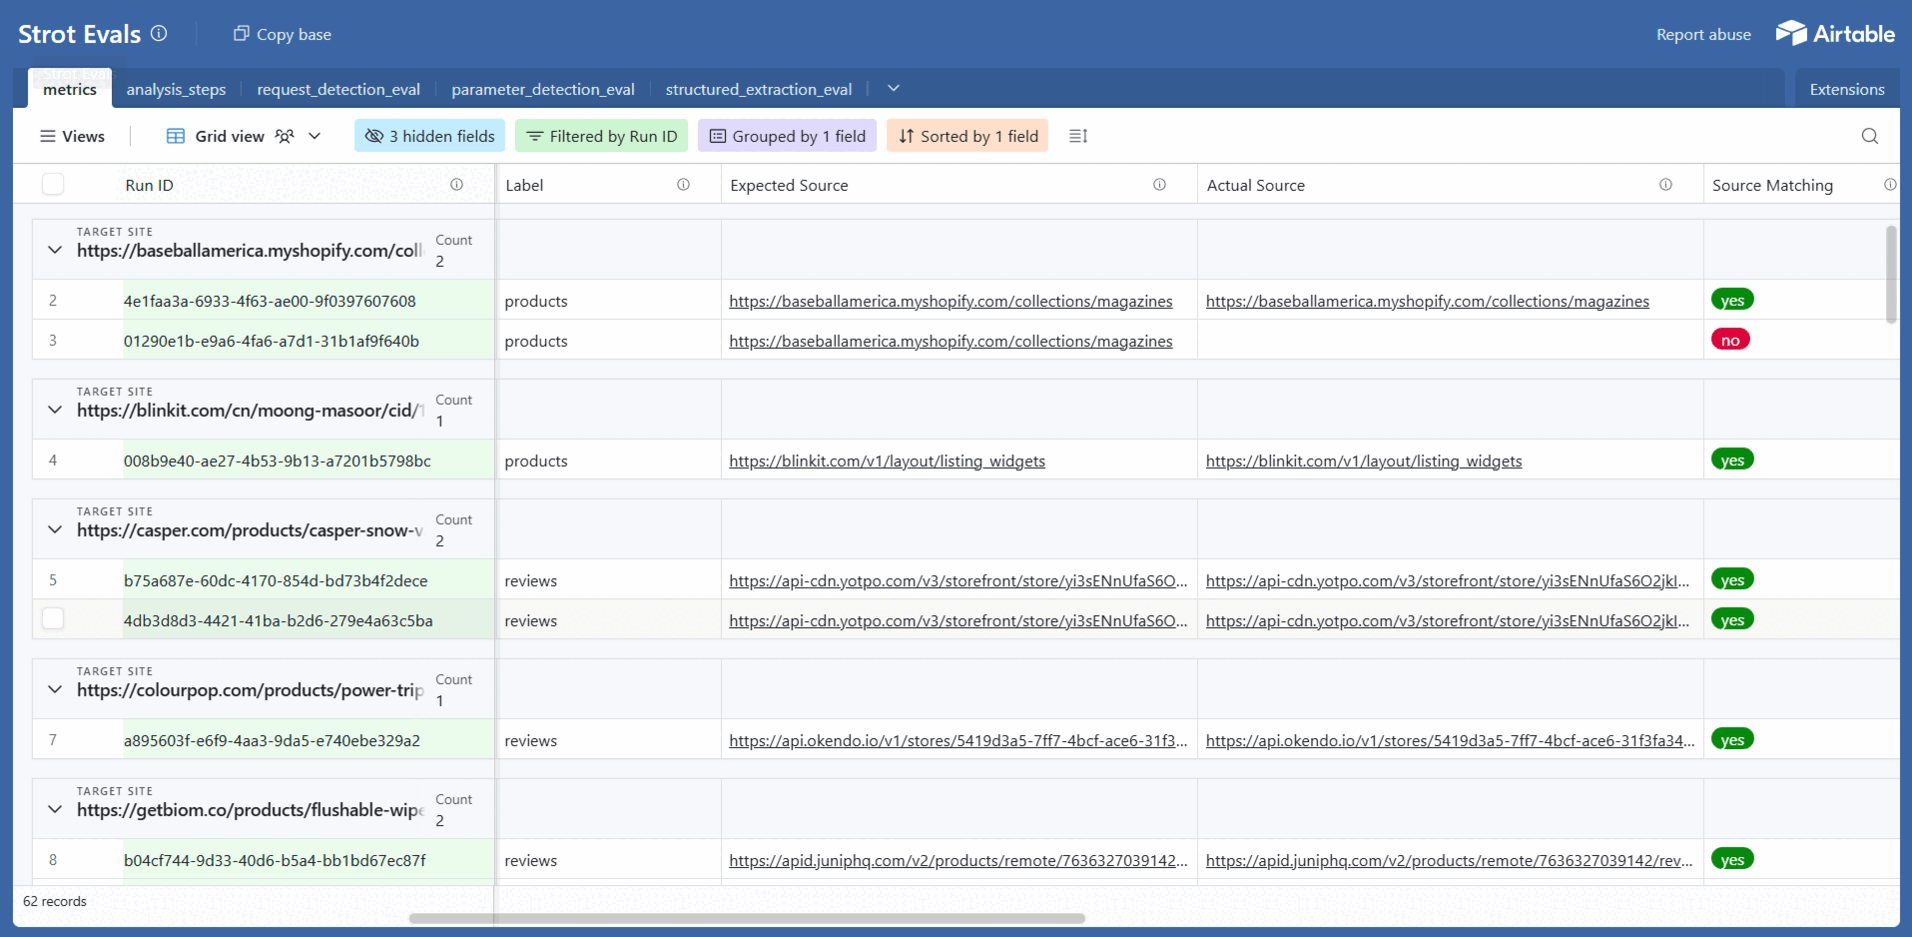 Strot Evals
Copy base
Report abuse
Airtable
Strot Evals
metrics
analysis_steps
request_detection_eval
parameter_detection_eval
structured_extraction_eval
Extensions
Views
Grid view
3 hidden fields
Filtered by Run ID
Grouped by 1 field
Sorted by 1 field
Run ID
Label
Expected Source
Actual Source
Source Matching
TARGET SITE
https://baseballamerica.myshopify.com/coll
Count
2
2 4e1faa3a-6933-4f63-ae00-9f0397607608 products https://baseballamerica.myshopify.com/collections/magazines https://baseballamerica.myshopify.com/collections/magazines yes
3 01290e1b-e9a6-4fa6-a7d1-31b1af9f640b products https://baseballamerica.myshopify.com/collections/magazines no
TARGET SITE
https://blinkit.com/cn/moong-masoor/cid/1
Count
1
4 008b9e40-ae27-4b53-9b13-a7201b5798bc products https://blinkit.com/v1/layout/listing_widgets https://blinkit.com/v1/layout/listing_widgets yes
TARGET SITE
https://casper.com/products/casper-snow-v
Count
2
5 b75a687e-60dc-4170-854d-bd73b4f2dece reviews https://api-cdn.yotpo.com/v3/storefront/store/yi3sENnUfaS6O... https://api-cdn.yotpo.com/v3/storefront/store/yi3sENnUfaS6O2jkI... yes
4db3d8d3-4421-41ba-b2d6-279e4a63c5ba reviews https://api-cdn.yotpo.com/v3/storefront/store/yi3sENnUfaS6O... https://api-cdn.yotpo.com/v3/storefront/store/yi3sENnUfaS6O2jkI... yes
TARGET SITE
https://colourpop.com/products/power-trip
Count
1
7 a895603f-e6f9-4aa3-9da5-e740ebe329a2 reviews https://api.okendo.io/v1/stores/5419d3a5-7ff7-4bcf-ace6-31f3... https://api.okendo.io/v1/stores/5419d3a5-7ff7-4bcf-ace6-31f3fa34... yes
TARGET SITE
https://getbiom.co/products/flushable-wipe
Count
2
8 b04cf744-9d33-40d6-b5a4-bb1bd67ec87f reviews https://apid.juniphq.com/v2/products/remote/7636327039142... https://apid.juniphq.com/v2/products/remote/7636327039142/rev... yes
62 records